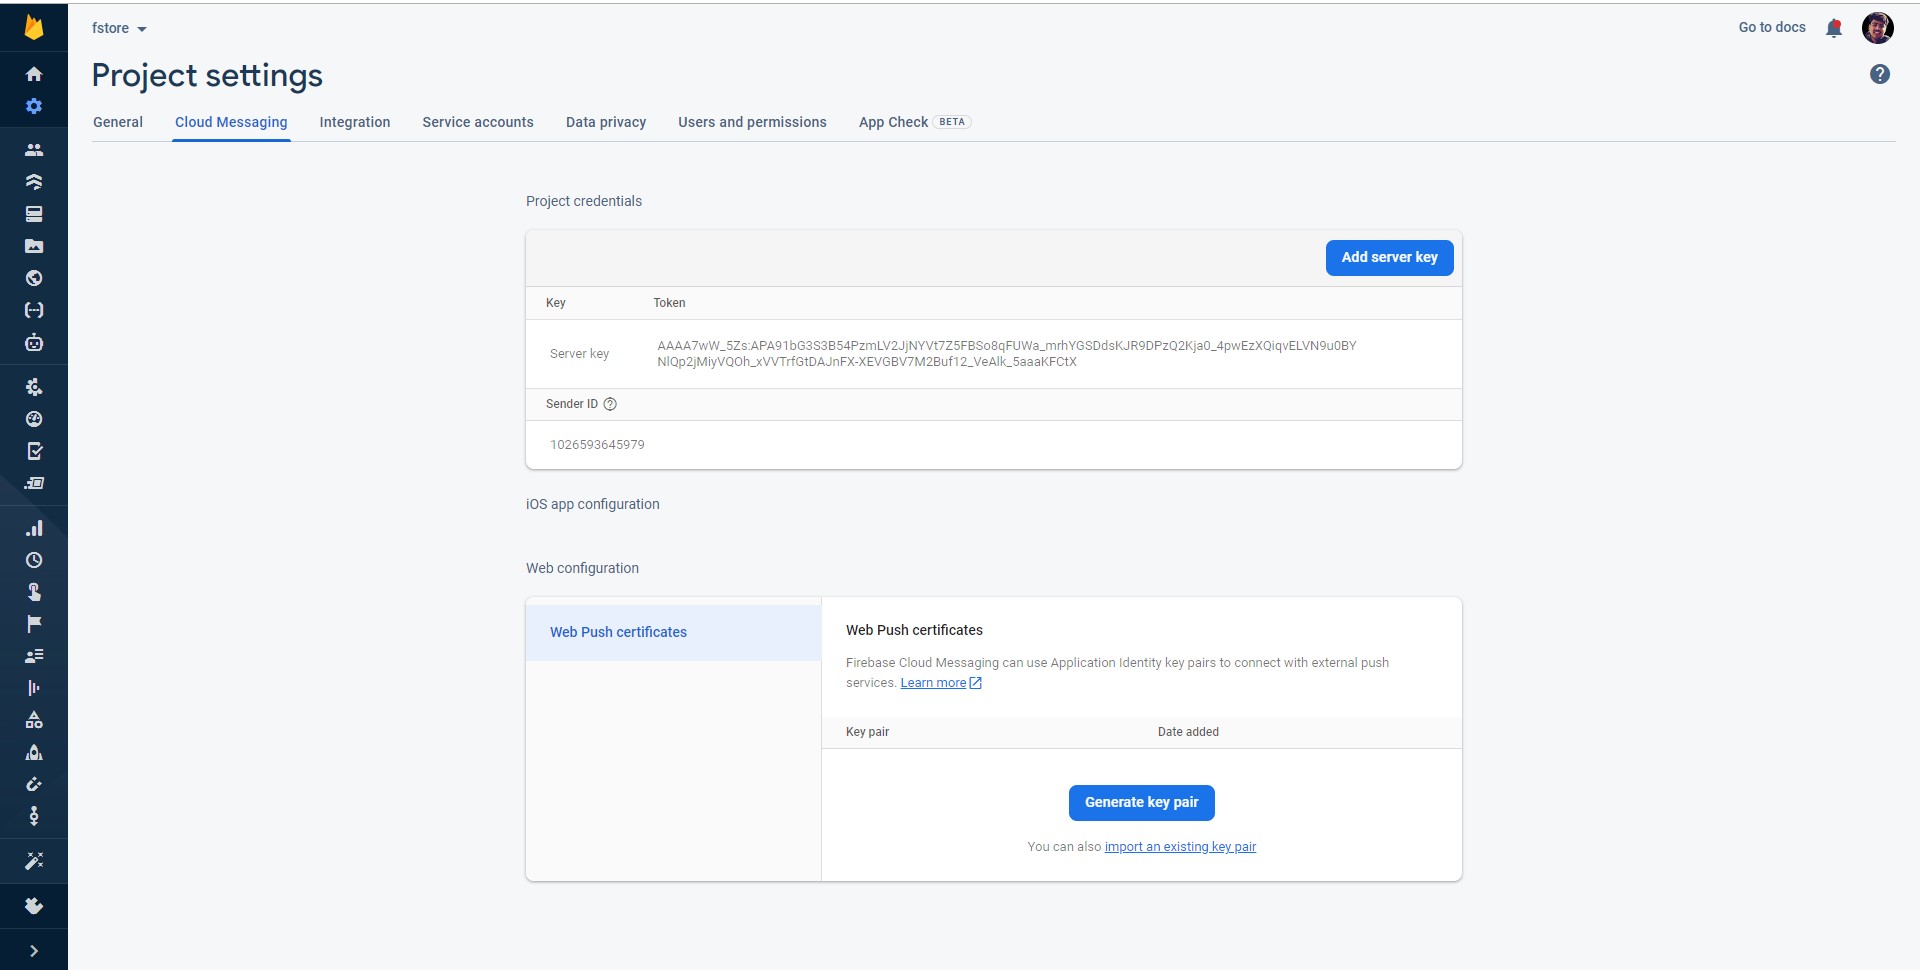 fstore
Go to docs
Project settings
General Cloud Messaging Integration Service accounts Data privacy Users and permissions App Check BETA
Project credentials
Add server key
Key Token
Server key
AAAA7wW_5Zs:APA91bG3S3B54PzmLV2JjNYVt7Z5FBSo8qFUWa_mrhYGSDdsKJR9DPzQ2Kja0_4pwEzXQiqvELVN9u0BY
NlQp2jMiyVQOh_xVVTrfGtDAJnFX-XEVGBV7M2Buf12_VeAlk_5aaaKFCtX
Sender ID
1026593645979
iOS app configuration
Web configuration
Web Push certificates
Web Push certificates
Firebase Cloud Messaging can use Application Identity key pairs to connect with external push
services. Learn more
Key pair Date added
Generate key pair
You can also import an existing key pair